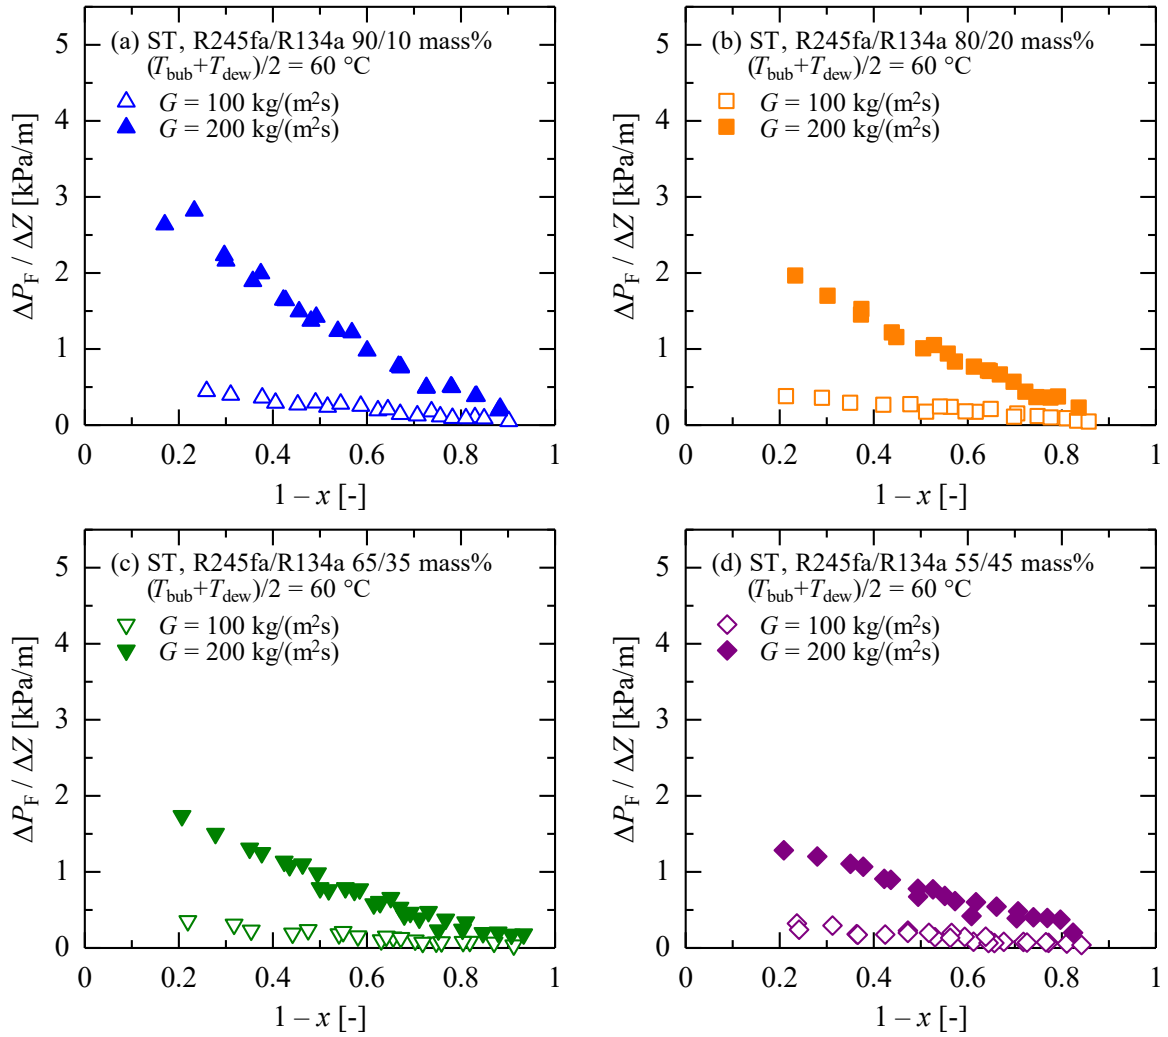 (a) ST, R245fa/R134a 90/10 mass%
(T_bub+T_dew)/2 = 60 °C
G = 100 kg/(m²s)
G = 200 kg/(m²s)
5
4
3
2
1
0
ΔP_F / ΔZ [kPa/m]
0 0.2 0.4 0.6 0.8 1
1 – x [-]
(b) ST, R245fa/R134a 80/20 mass%
(T_bub+T_dew)/2 = 60 °C
G = 100 kg/(m²s)
G = 200 kg/(m²s)
5
4
3
2
1
0
ΔP_F / ΔZ [kPa/m]
0 0.2 0.4 0.6 0.8 1
1 – x [-]
(c) ST, R245fa/R134a 65/35 mass%
(T_bub+T_dew)/2 = 60 °C
G = 100 kg/(m²s)
G = 200 kg/(m²s)
5
4
3
2
1
0
ΔP_F / ΔZ [kPa/m]
0 0.2 0.4 0.6 0.8 1
1 – x [-]
(d) ST, R245fa/R134a 55/45 mass%
(T_bub+T_dew)/2 = 60 °C
G = 100 kg/(m²s)
G = 200 kg/(m²s)
5
4
3
2
1
0
ΔP_F / ΔZ [kPa/m]
0 0.2 0.4 0.6 0.8 1
1 – x [-]